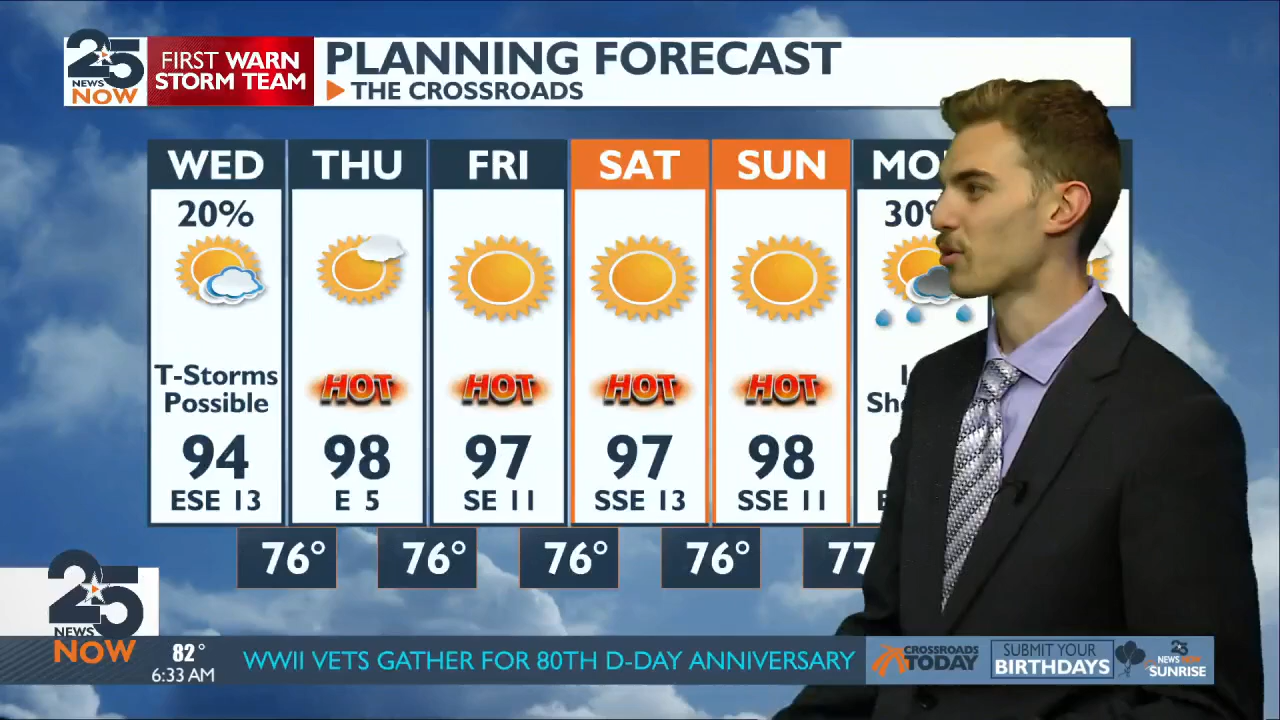 25
NEWS
NOW
FIRST WARN
STORM TEAM
PLANNING FORECAST
THE CROSSROADS
WED
20%
T-Storms
Possible
94
ESE 13
THU
HOT
98
E 5
FRI
HOT
97
SE 11
SAT
HOT
97
SSE 13
SUN
HOT
98
SSE 11
76°
76°
76°
76°
77
25
NEWS
NOW
82°
6:33 AM
WWII VETS GATHER FOR 80TH D-DAY ANNIVERSARY
CROSSROADS
TODAY
SUBMIT YOUR
BIRTHDAYS
25
NEWS NOW
SUNRISE